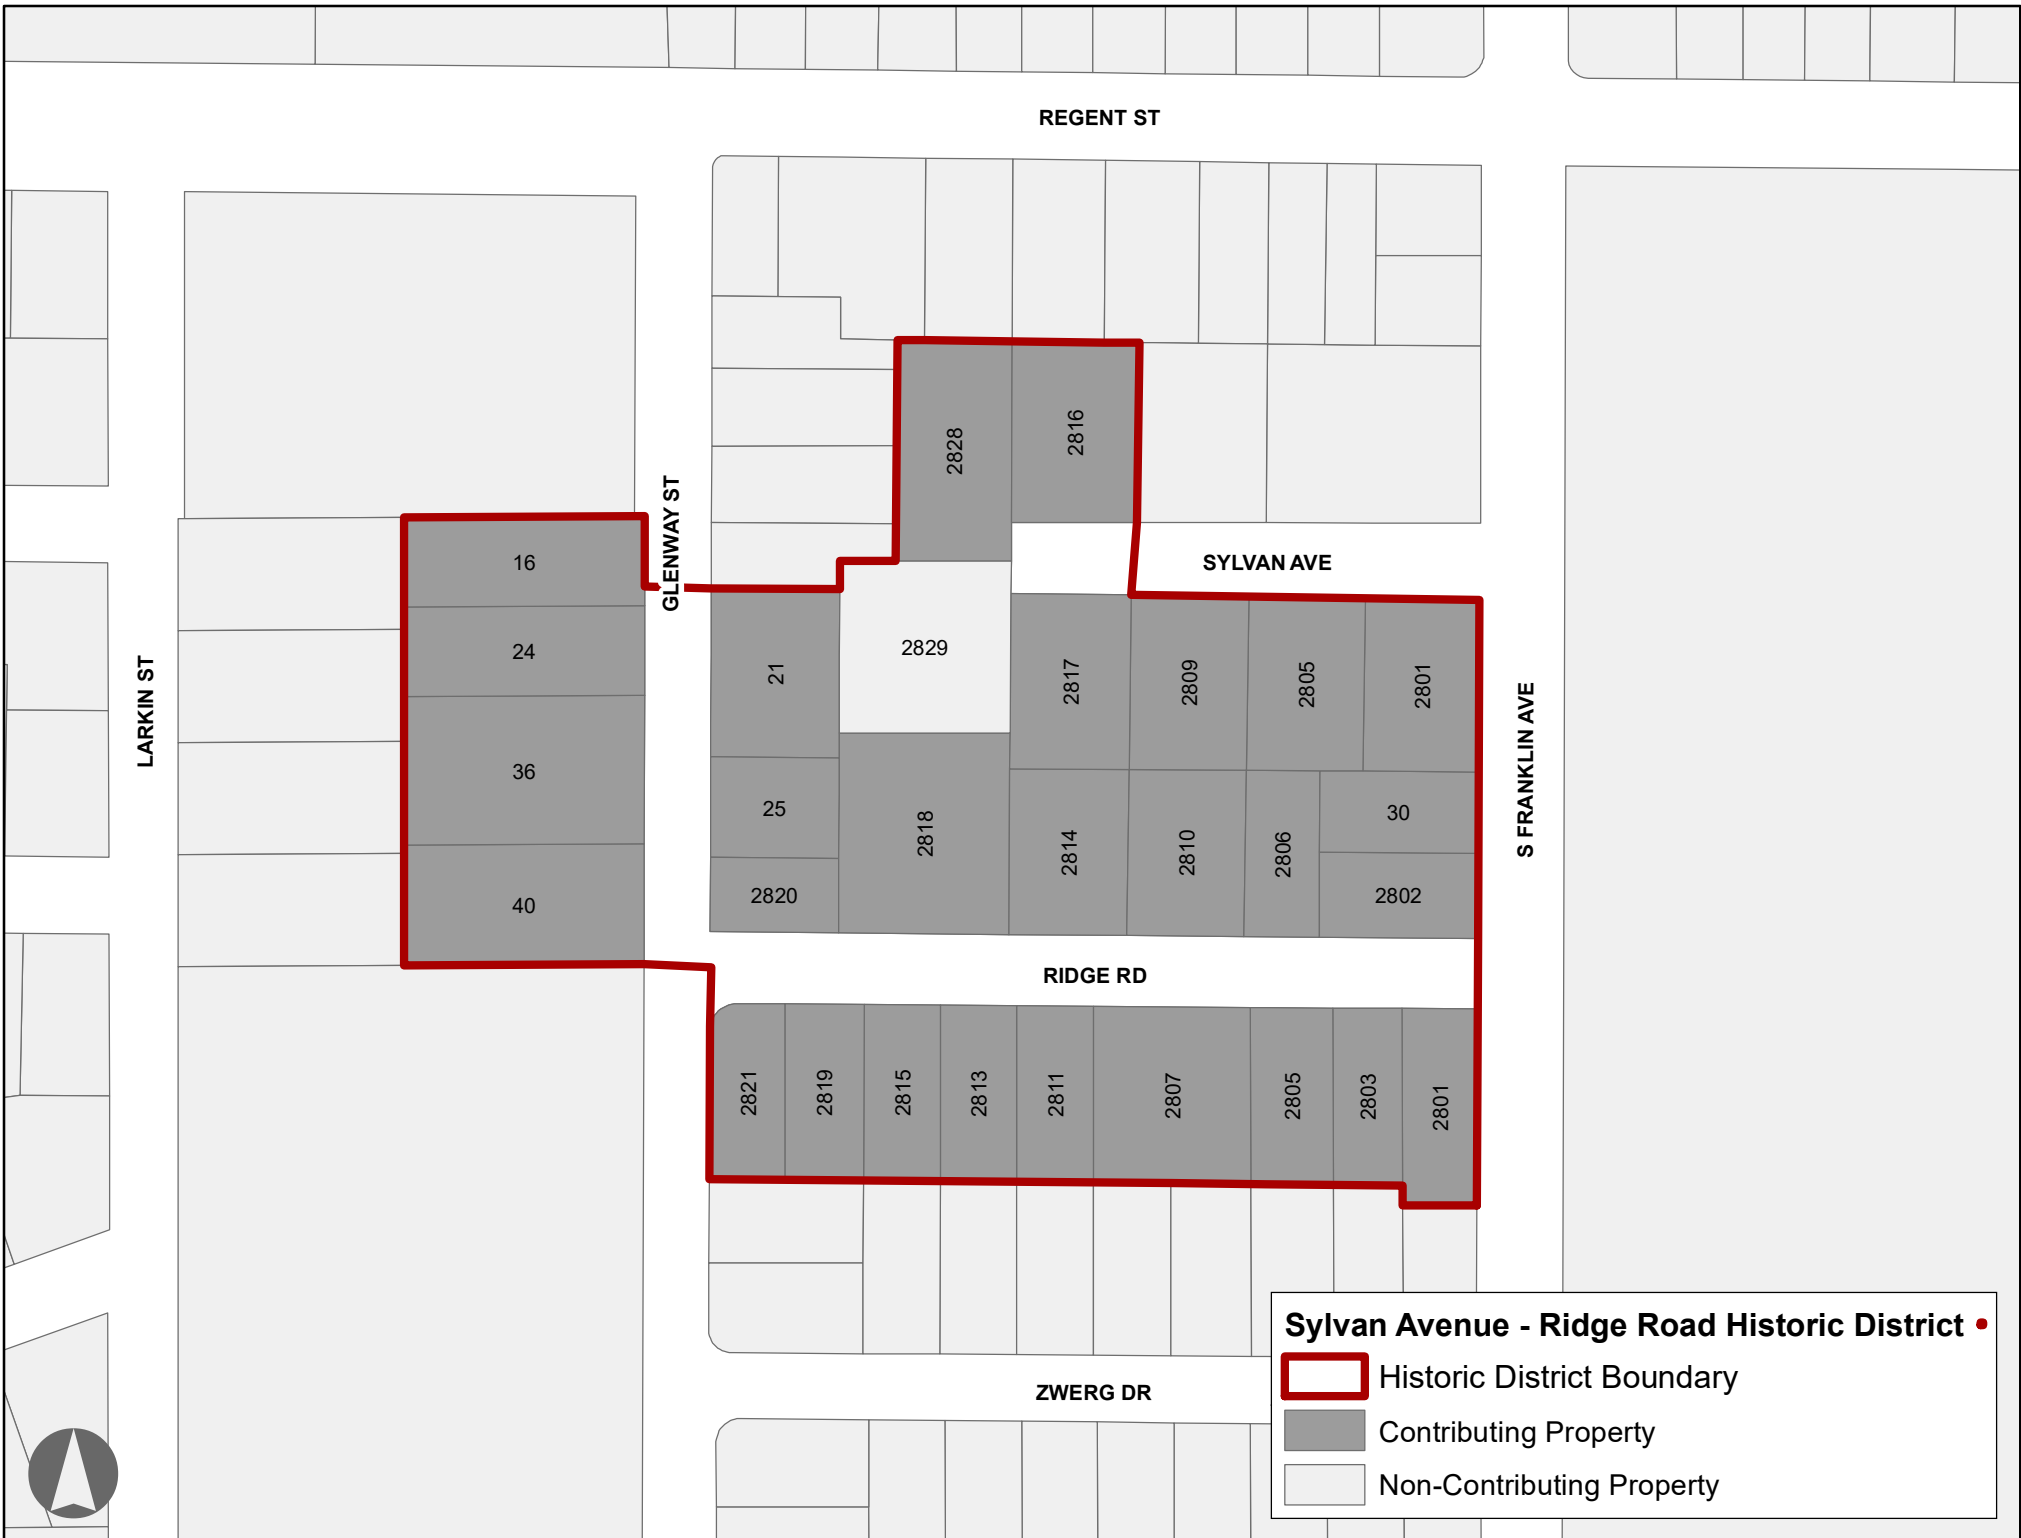 REGENT ST
2828
2816
GLENWAY ST
16
SYLVAN AVE
24
2829
21
2817
2809
2805
2801
LARKIN ST
S FRANKLIN AVE
36
25
2818
2814
2810
2806
30
40
2820
2802
RIDGE RD
2821
2819
2815
2813
2811
2807
2805
2803
2801
Sylvan Avenue - Ridge Road Historic District
Historic District Boundary
ZWERG DR
Contributing Property
Non-Contributing Property